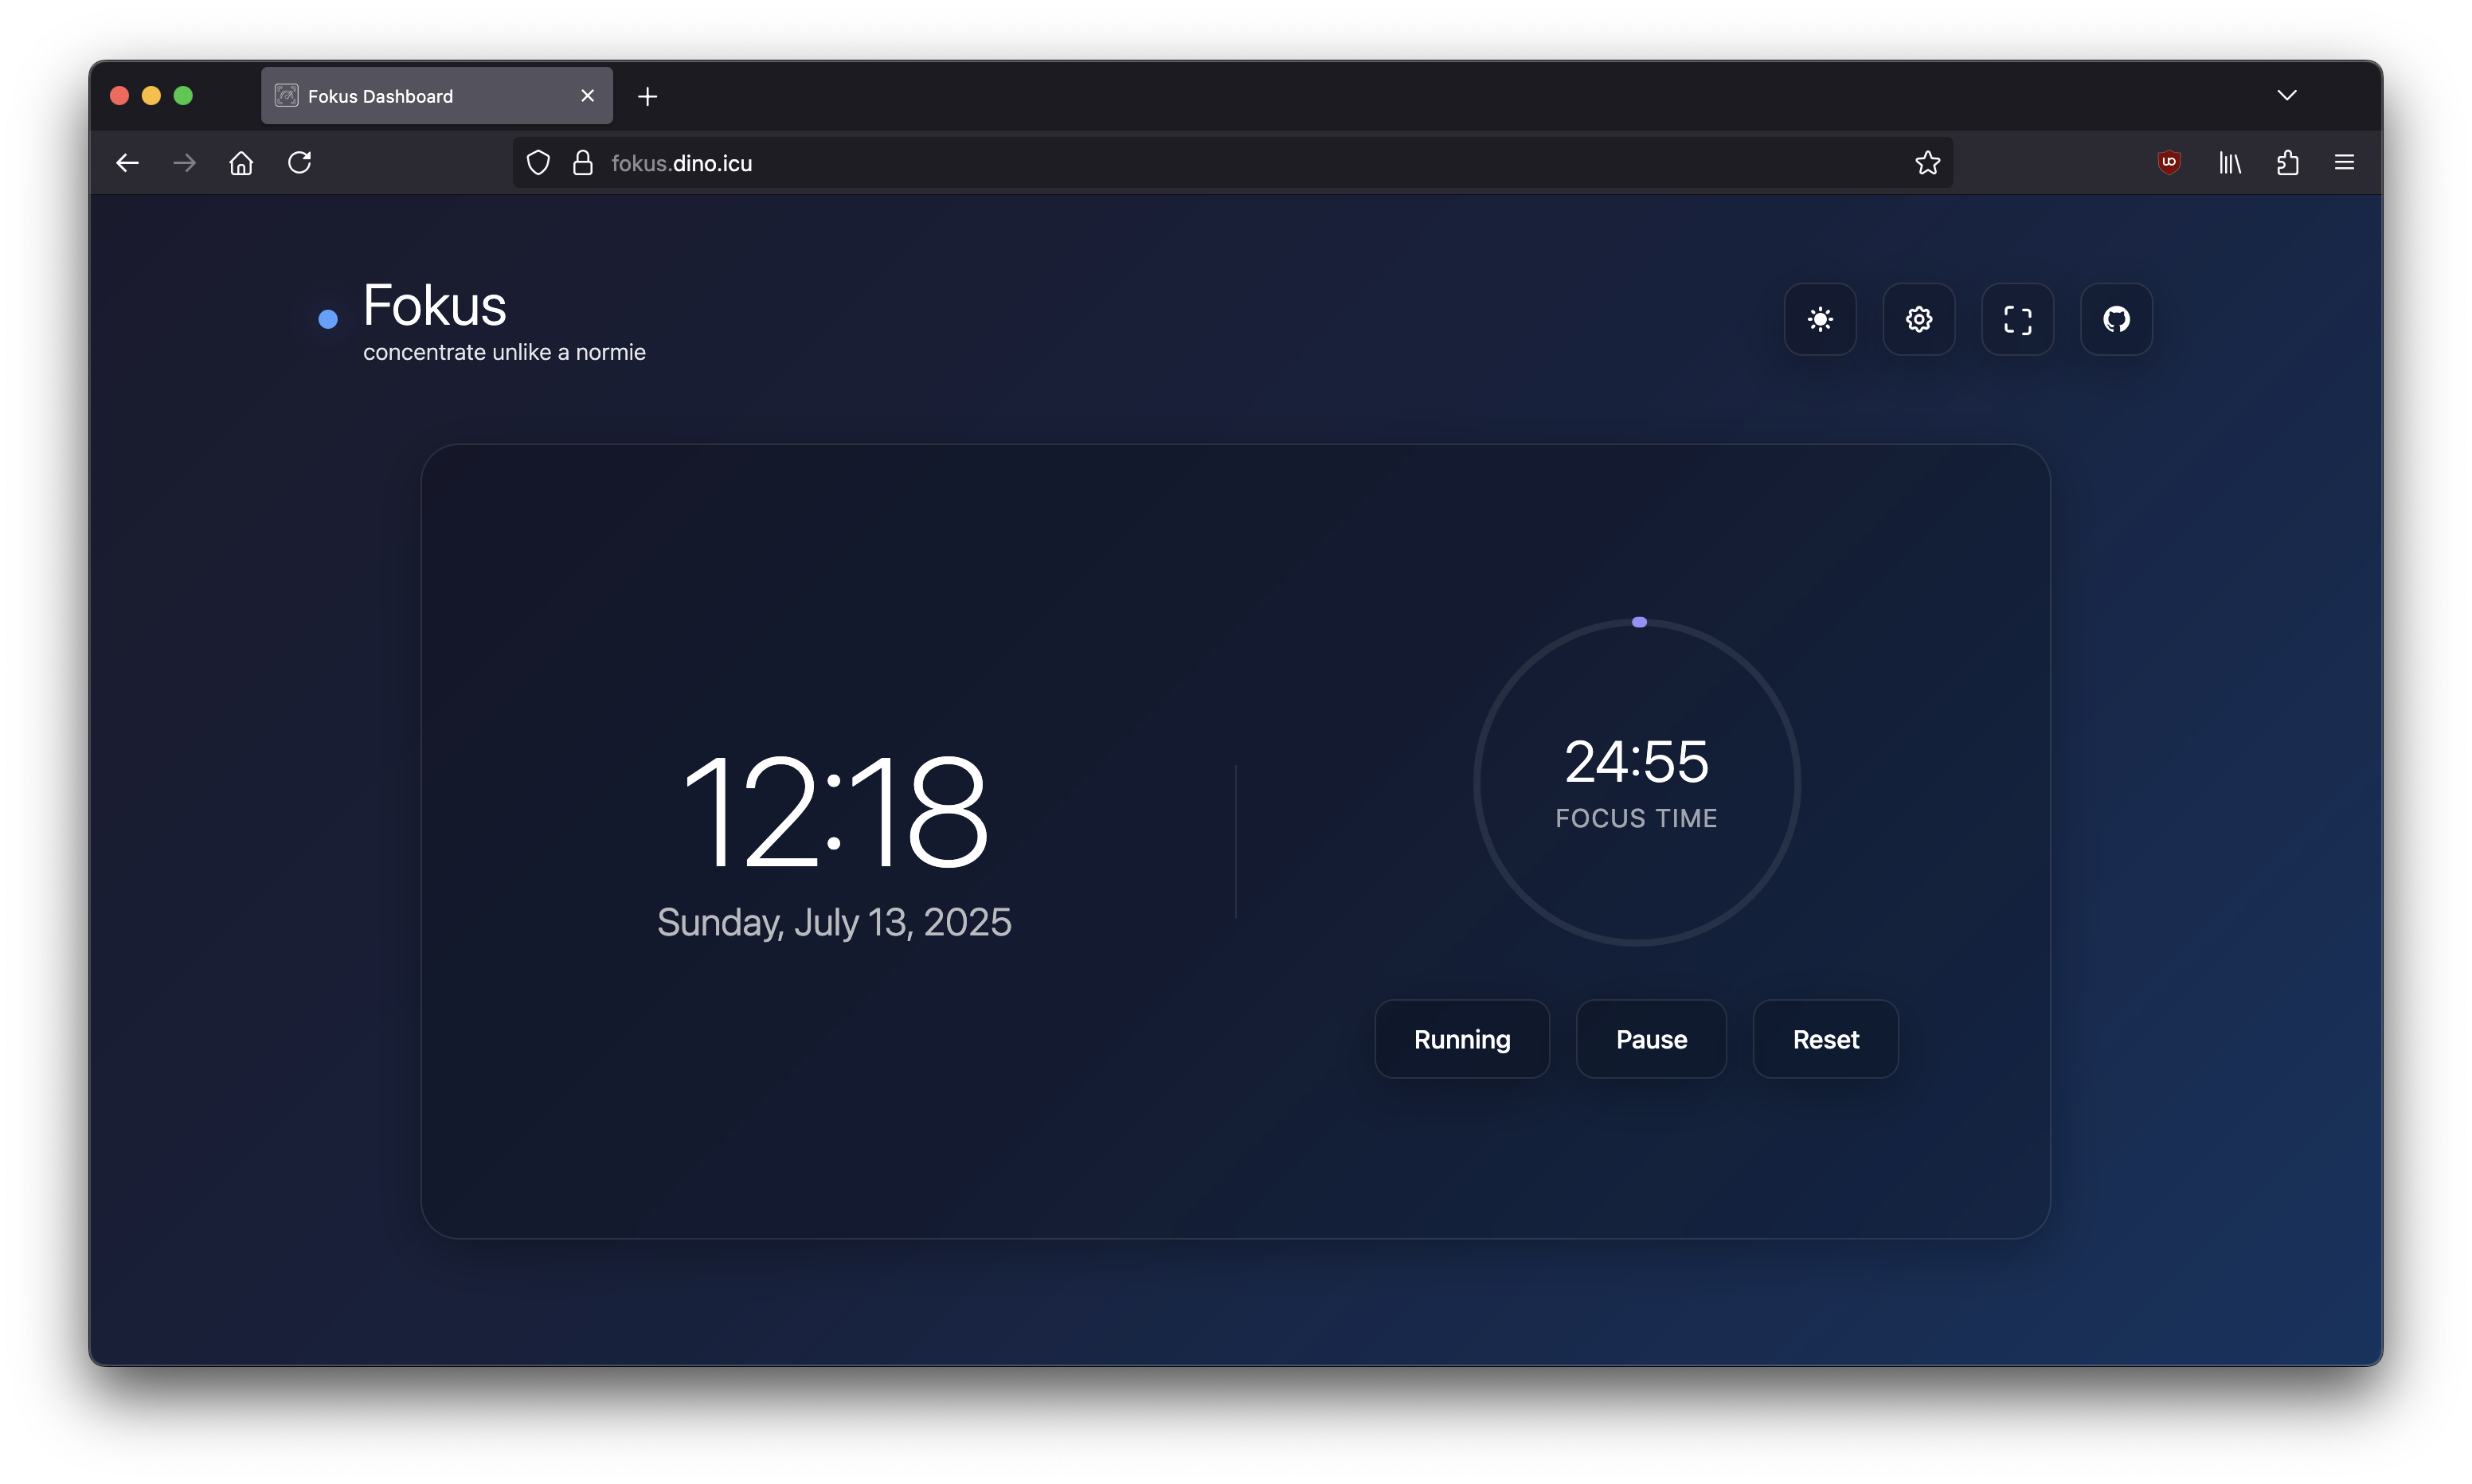 Fokus Dashboard
fokus.dino.icu
Fokus
concentrate unlike a normie
12:18
Sunday, July 13, 2025
24:55
FOCUS TIME
Running Pause Reset